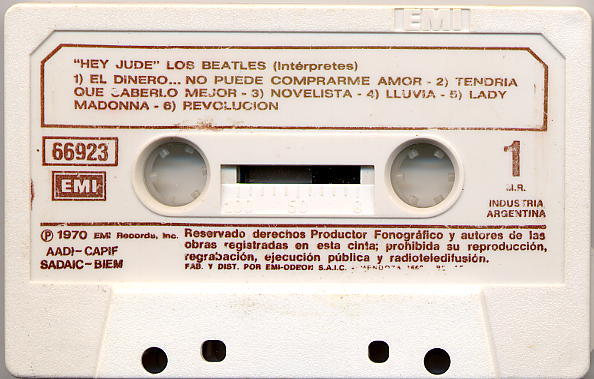 EMI
"HEY JUDE" LOS BEATLES (Intérpretes)
1) EL DINERO... NO PUEDE COMPRARME AMOR - 2) TENDRIA
QUE SABERLO MEJOR - 3) NOVELISTA - 4) LLUVIA - 5) LADY
MADONNA - 6) REVOLUCION
66923
EMI
1
INDUSTRIA
ARGENTINA
100 50 0
Ⓟ 1970 EMI Records, Inc.
AADI-CAPIF
SADAIC-BIEM
Reservado derechos Productor Fonográfico y autores de las
obras registradas en esta cinta; prohibida su reproducción,
regrabación, ejecución pública y radioteledifusión.
FAB. Y DIST. POR EMI-ODEON S.A.I.C. - MENDOZA